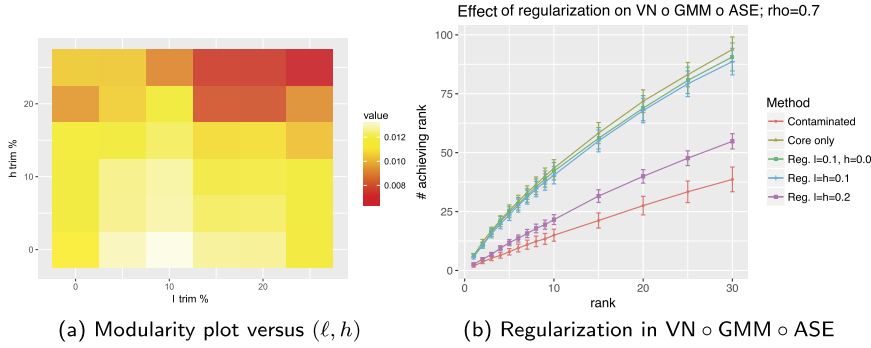 Effect of regularization on VN o GMM o ASE; rho=0.7
h trim %
20
10
0
0
10
20
l trim %
value
0.012
0.010
0.008
# achieving rank
100
75
50
25
0
0
10
20
30
rank
Method
Contaminated
Core only
Reg. l=0.1, h=0.0
Reg. l=h=0.1
Reg. l=h=0.2
(a) Modularity plot versus (ℓ, h)
(b) Regularization in VN ∘ GMM ∘ ASE